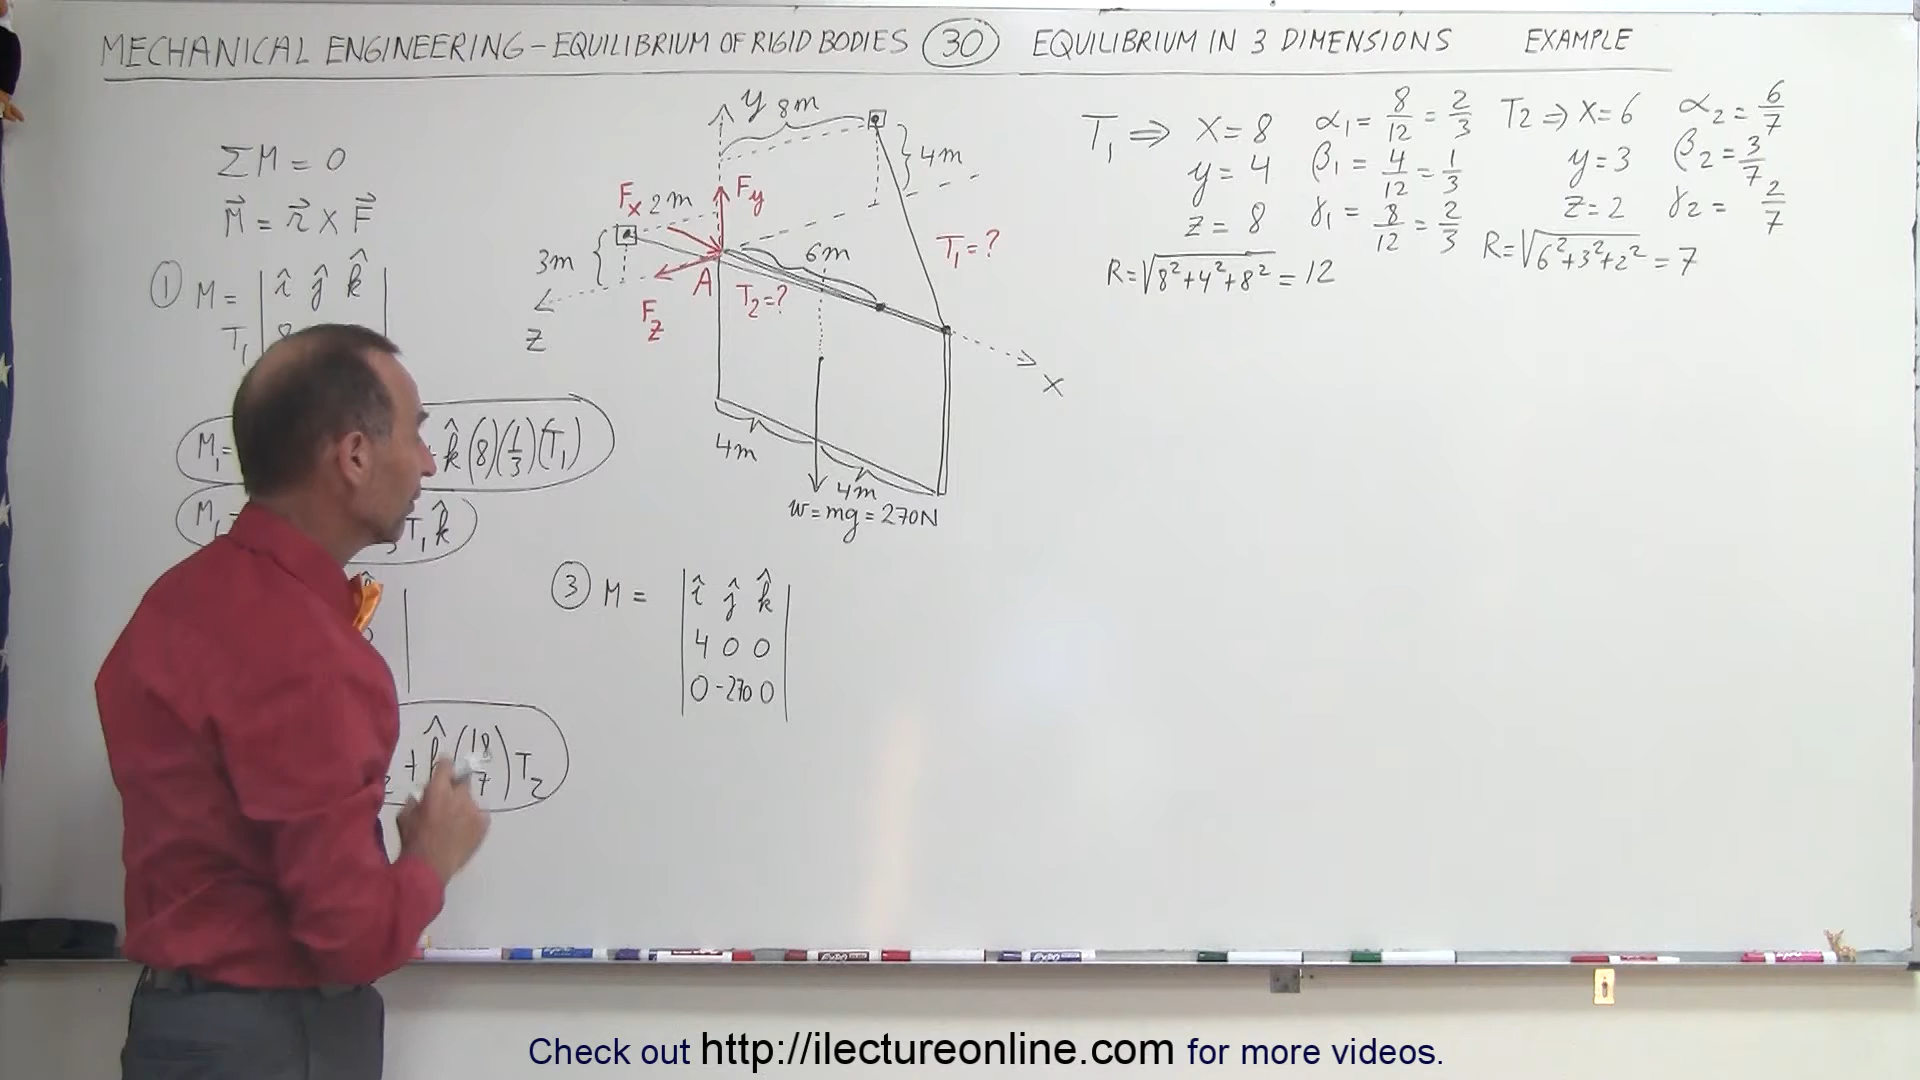 MECHANICAL ENGINEERING - EQUILIBRIUM OF RIGID BODIES (30) EQUILIBRIUM IN 3 DIMENSIONS EXAMPLE
ΣM = 0
M⃗ = r⃗ × F⃗
① M = | î ĵ k̂ |
T₁ 8
M₁ = k̂ (8)(1/3)(T₁)
M₁ T₁ k̂
+ k̂ (18/7) T₂
y
8m
4m
Fx
2m
Fy
3m
A
6m
T₁ = ?
T₂ = ?
Fz
z
x
4m
4m
w = mg = 270N
③ M = | î ĵ k̂ |
4 0 0
0 -270 0
T₁ ⇒ x = 8 α₁ = 8/12 = 2/3
y = 4 β₁ = 4/12 = 1/3
z = 8 γ₁ = 8/12 = 2/3
R = √(8² + 4² + 8²) = 12
T₂ ⇒ x = 6 α₂ = 6/7
y = 3 β₂ = 3/7
z = 2 γ₂ = 2/7
R = √(6² + 3² + 2²) = 7
Check out http://ilectureonline.com for more videos.